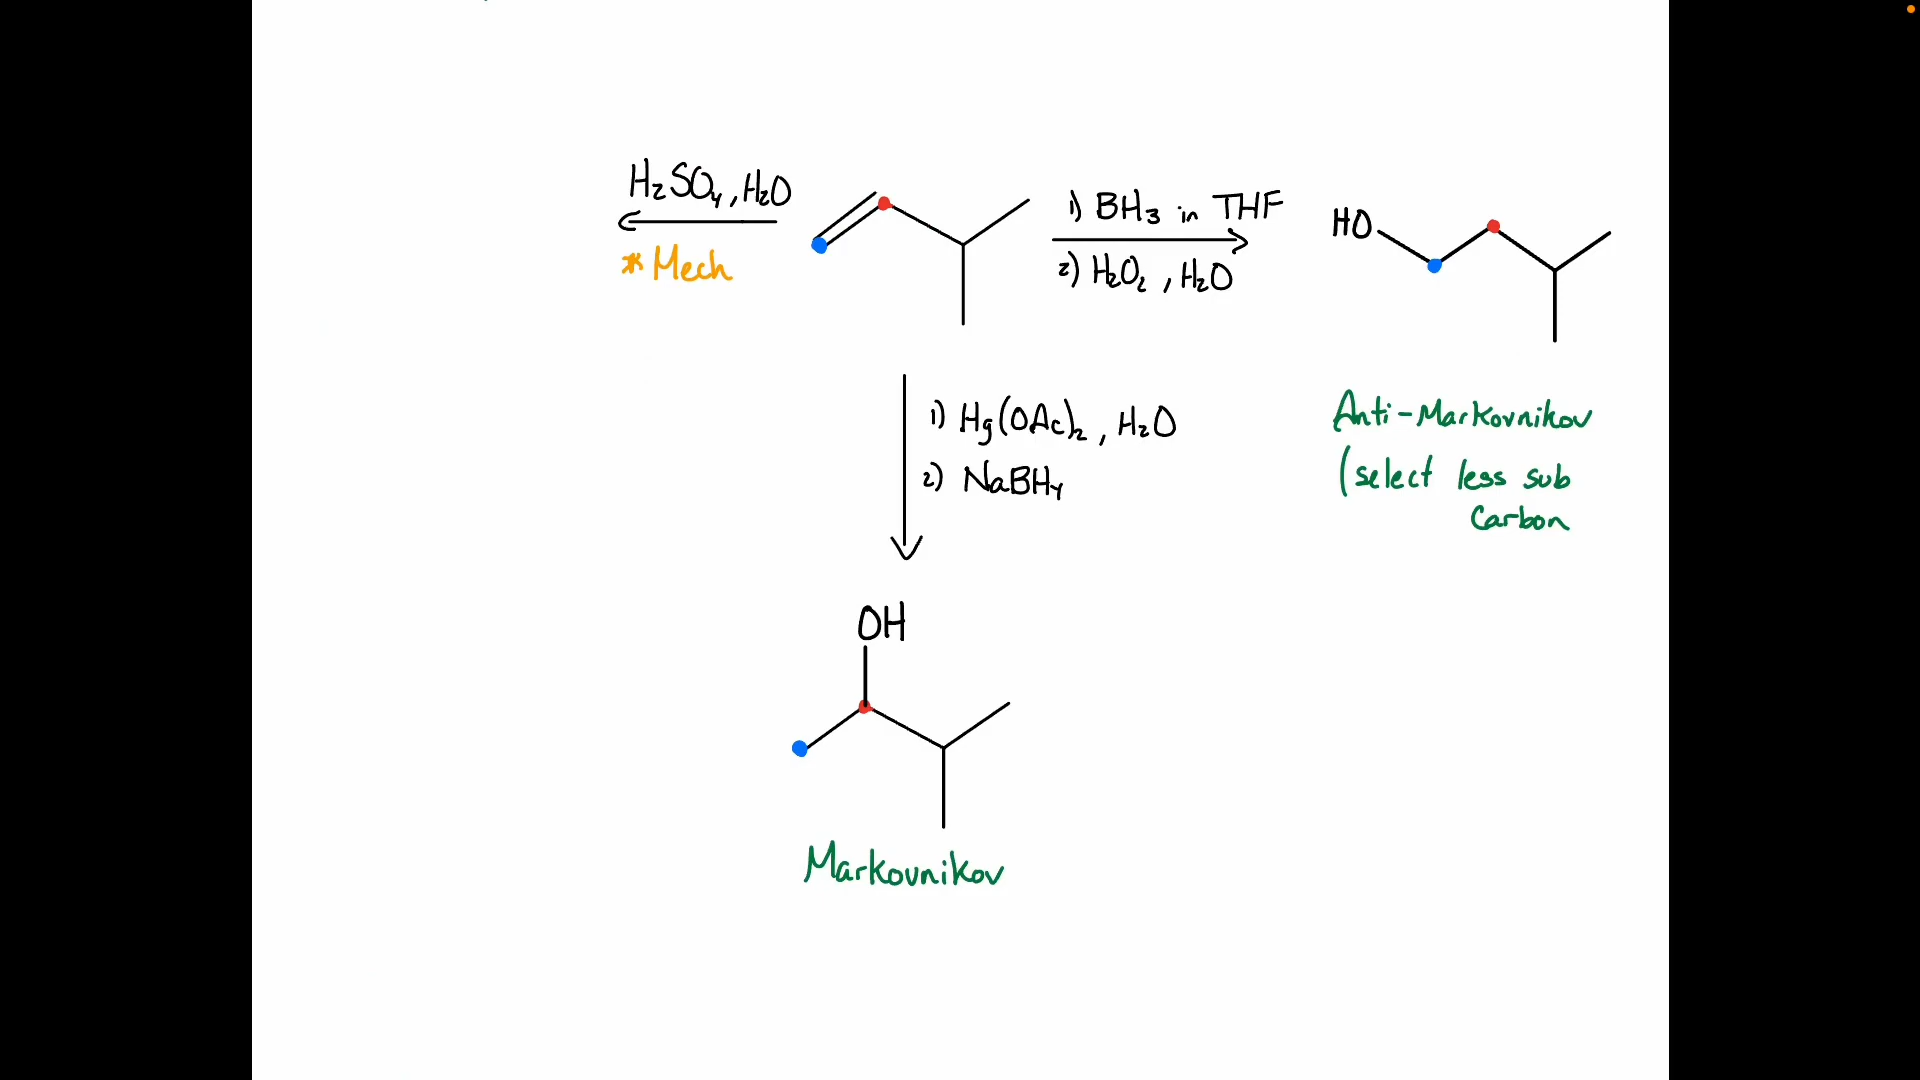 H₂SO₄, H₂O
*Mech
1) BH₃ in THF
2) H₂O₂, H₂O
HO
Anti-Markovnikov
(select less sub
Carbon
1) Hg(OAc)₂, H₂O
2) NaBH₄
OH
Markovnikov